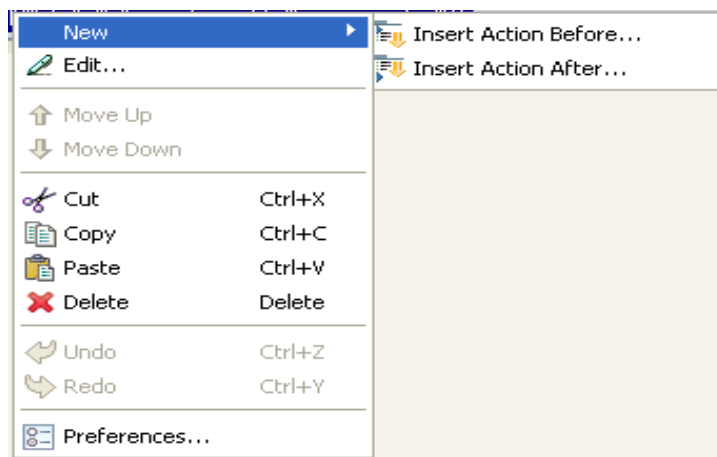 New
Insert Action Before...
Edit...
Insert Action After...
Move Up
Move Down
Cut Ctrl+X
Copy Ctrl+C
Paste Ctrl+V
Delete Delete
Undo Ctrl+Z
Redo Ctrl+Y
Preferences...